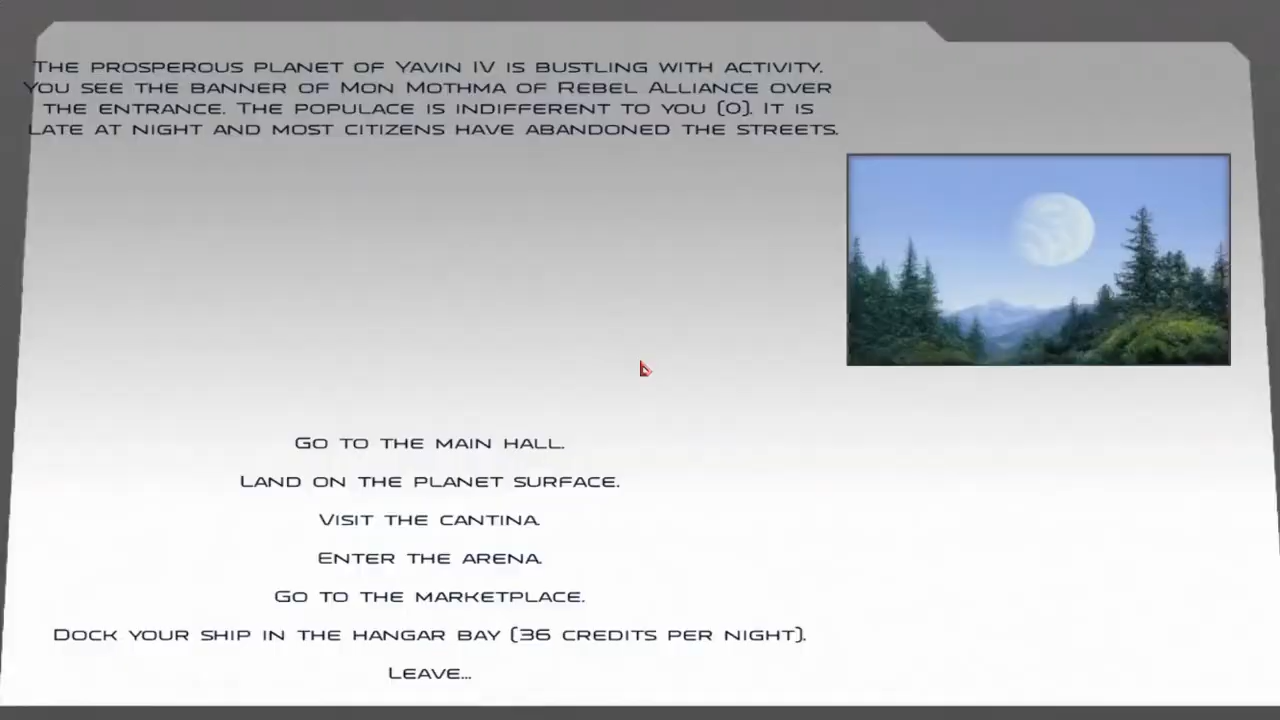 The prosperous planet of Yavin IV is bustling with activity.
You see the banner of Mon Mothma of Rebel Alliance over
the entrance. The populace is indifferent to you (0). It is
late at night and most citizens have abandoned the streets.
Go to the main hall.
Land on the planet surface.
Visit the cantina.
Enter the arena.
Go to the marketplace.
Dock your ship in the hangar bay (36 credits per night).
Leave...